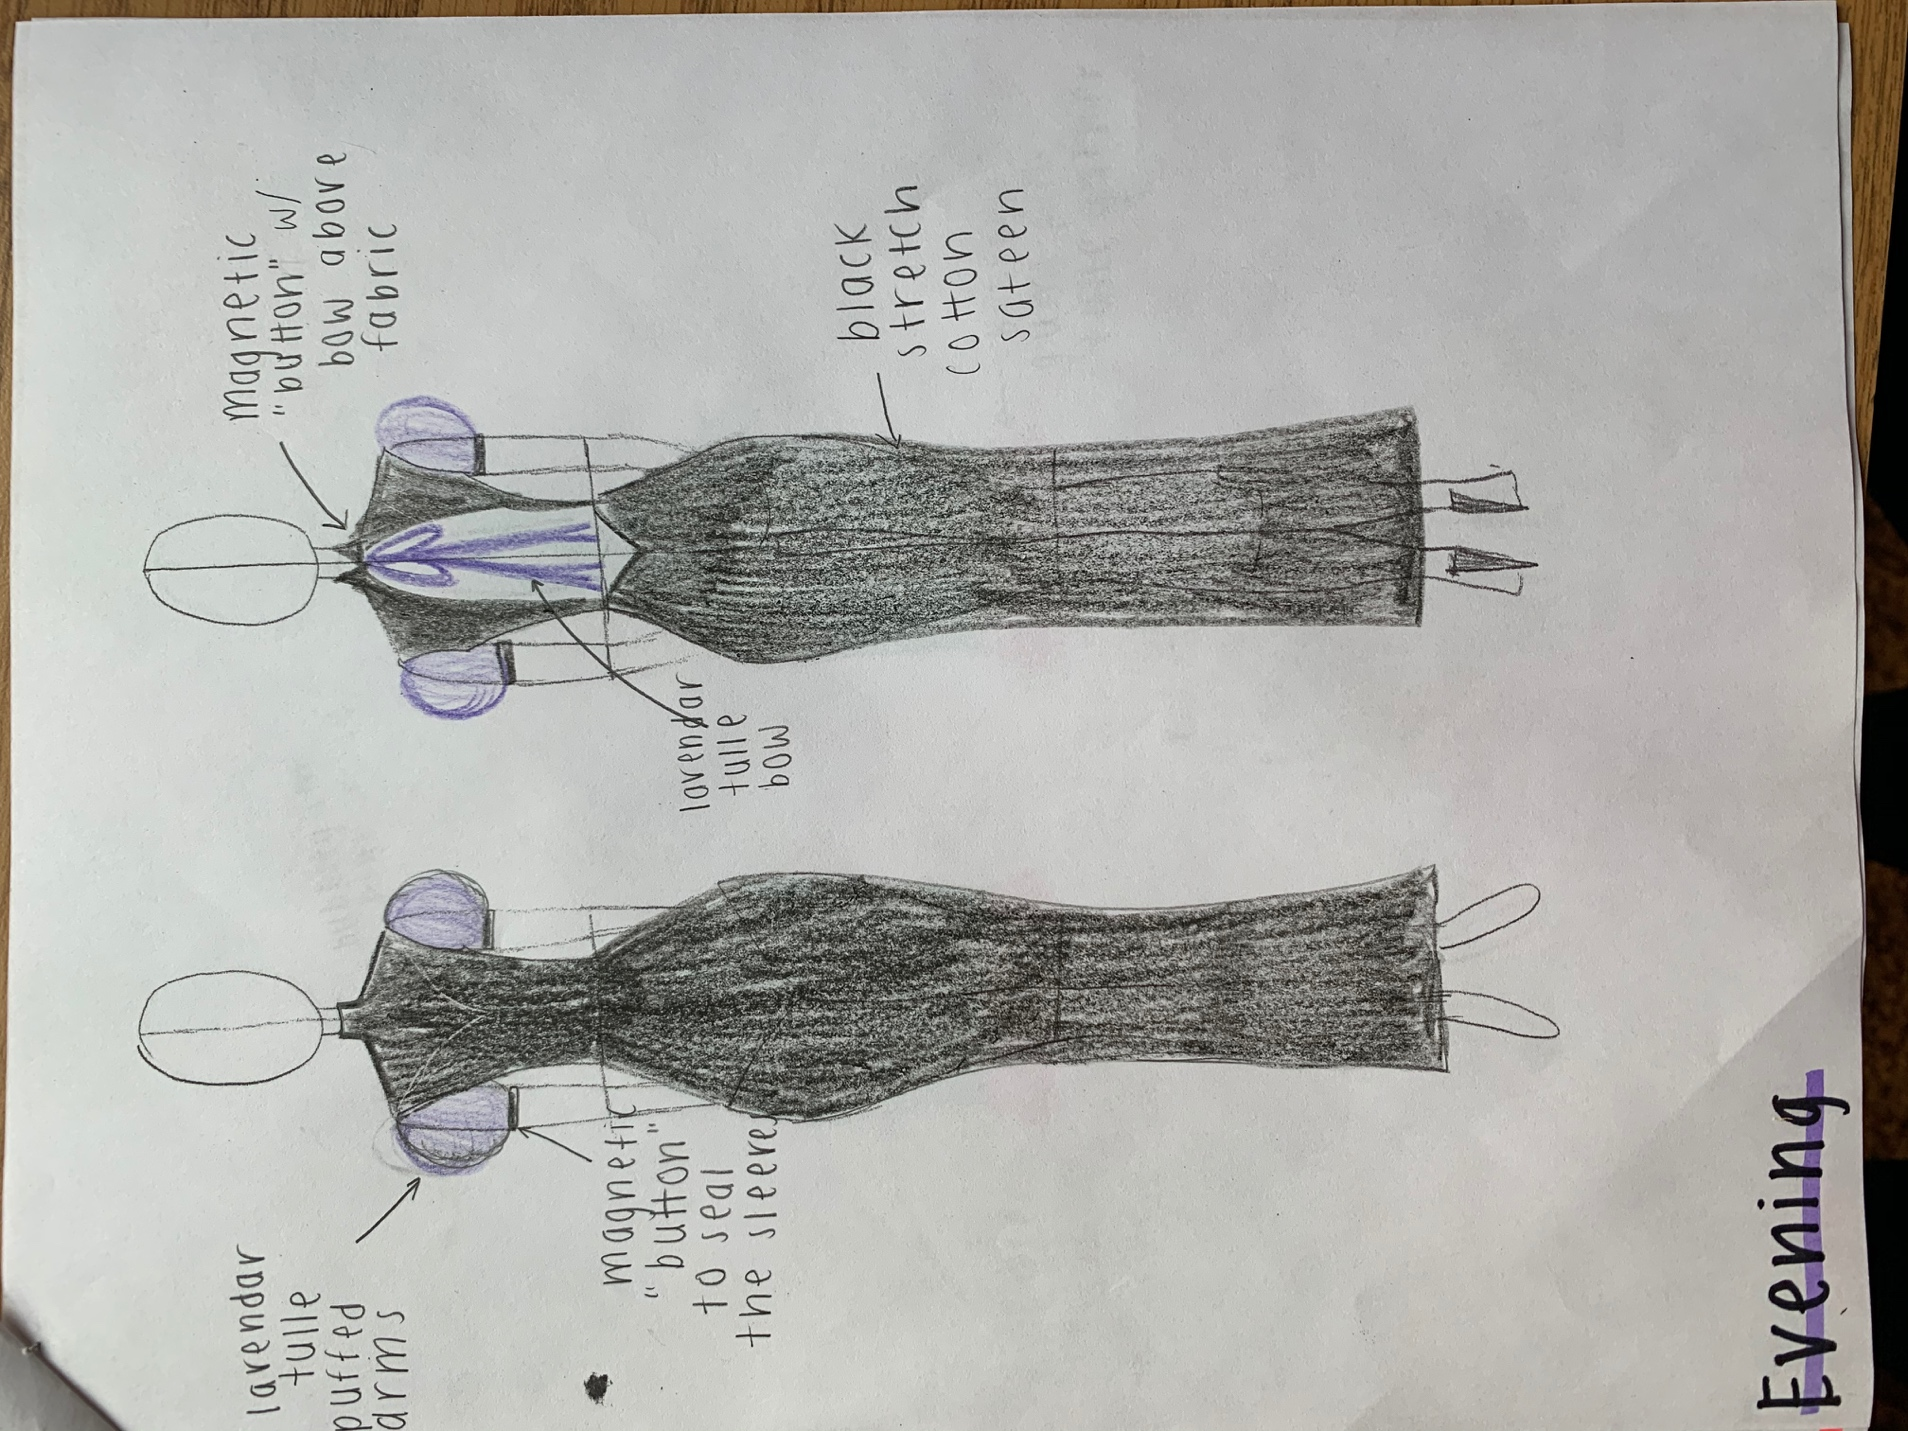 lavendar
tulle
puffed
arms
magnetic
"button"
to seal
the sleeve
magnetic
"button" w/
bow above
fabric
lavendar
tulle
bow
black
stretch
cotton
sateen
Evening